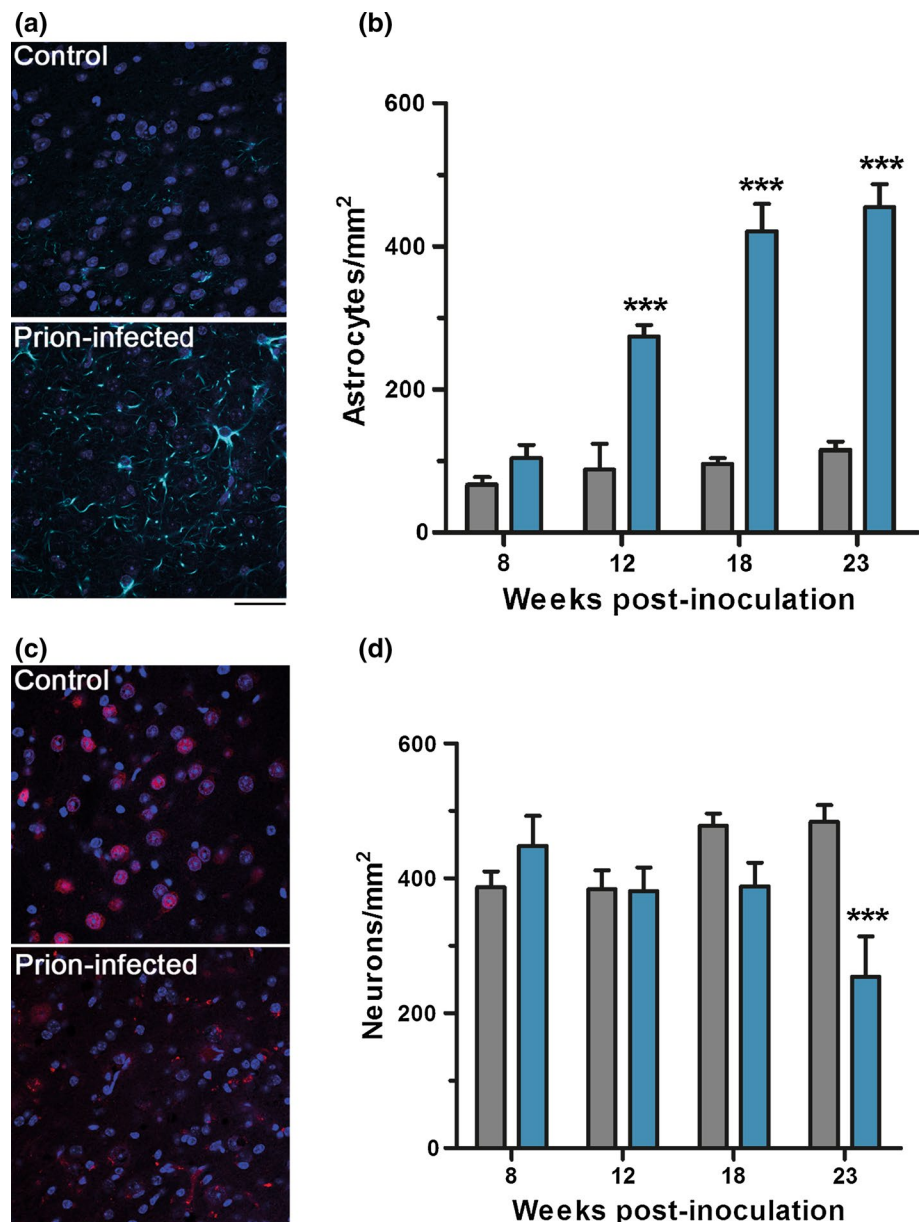 (a)
Control
Prion-infected
(b)
600
400
200
0
Astrocytes/mm²
***
***
***
8 12 18 23
Weeks post-inoculation
(c)
Control
Prion-infected
(d)
600
400
200
0
Neurons/mm²
***
8 12 18 23
Weeks post-inoculation